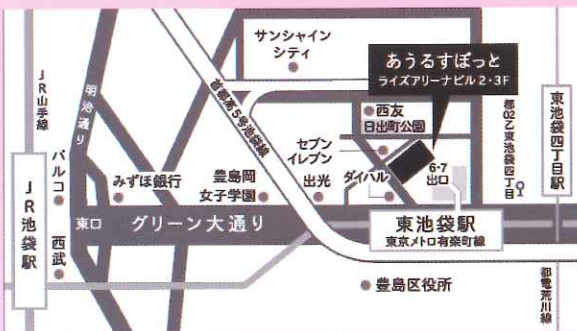 サンシャイン
シティ
あうるすぽっと
ライズアリーナビル2・3F
JR山手線
明治通り
首都高5号池袋線
西友
日出町公園
都02乙東池袋四丁目
東池袋四丁目駅
セブン
イレブン
JR池袋駅
パルコ
みずほ銀行
豊島岡
女子学園
出光
ダイハル
6・7
出口
東口
グリーン大通り
東池袋駅
東京メトロ有楽町線
西武
豊島区役所
都電荒川線